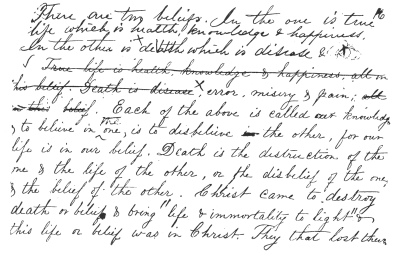 There are two beliefs. In the one is true
life which is health, knowledge & happiness.
In the other is death which is disease &
True life is health, knowledge & happiness, all in
his belief. Death is disease x, error, misery & pain; all
in this belief. Each of the above is called our knowledge
& to believe in the one, is to disbelieve in the other, for our
life is in our belief. Death is the destruction of the
one & the life of the other, or the disbelief of the one,
& the belief of the other. Christ came to destroy
death or belief & bring "life & immortality to light" &
this life or belief was in Christ. They that lost their